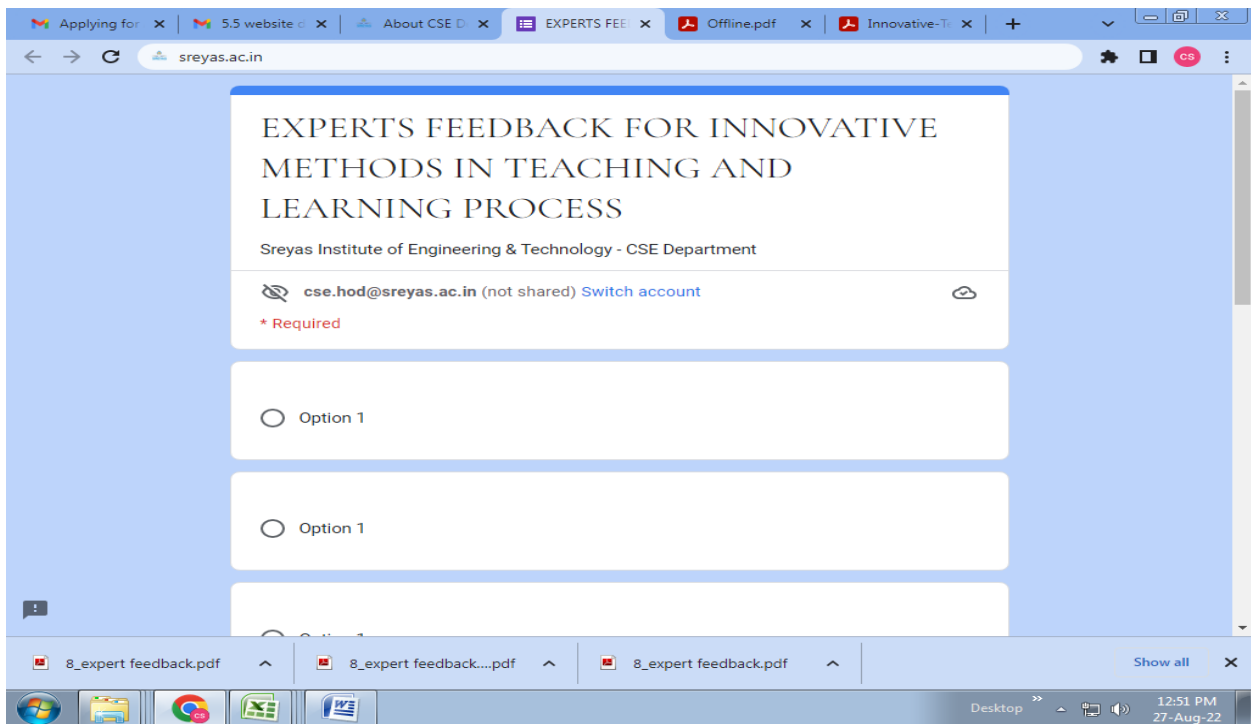 Applying for
5.5 website d
About CSE D
EXPERTS FEE
Offline.pdf
Innovative-Te
sreyas.ac.in
CS
EXPERTS FEEDBACK FOR INNOVATIVE
METHODS IN TEACHING AND
LEARNING PROCESS
Sreyas Institute of Engineering & Technology - CSE Department
cse.hod@sreyas.ac.in (not shared) Switch account
* Required
Option 1
Option 1
8_expert feedback.pdf
8_expert feedback....pdf
8_expert feedback.pdf
Show all
Desktop
12:51 PM
27-Aug-22